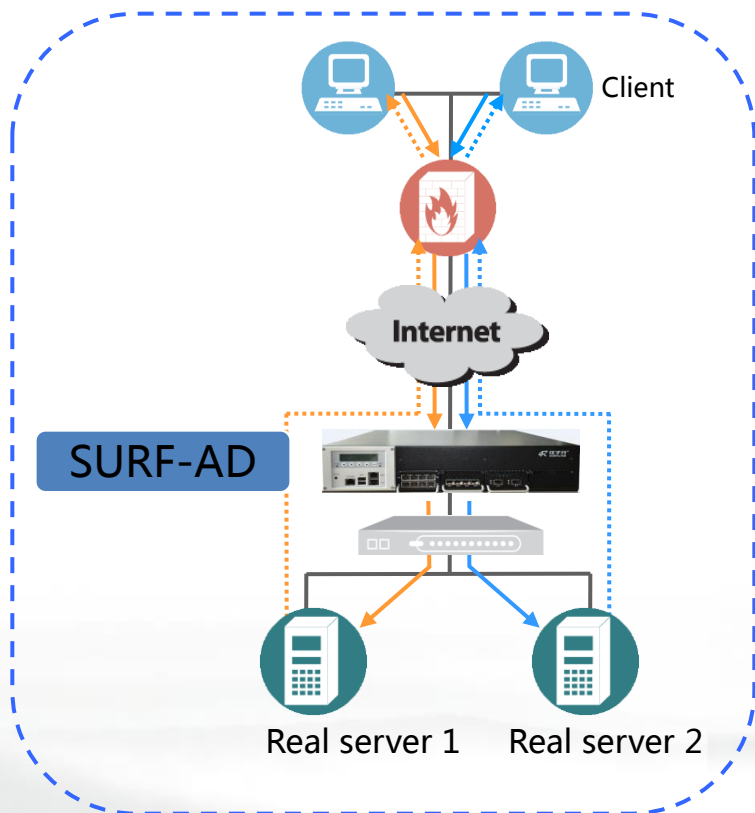 Client
Internet
SURF-AD
Real server 1
Real server 2